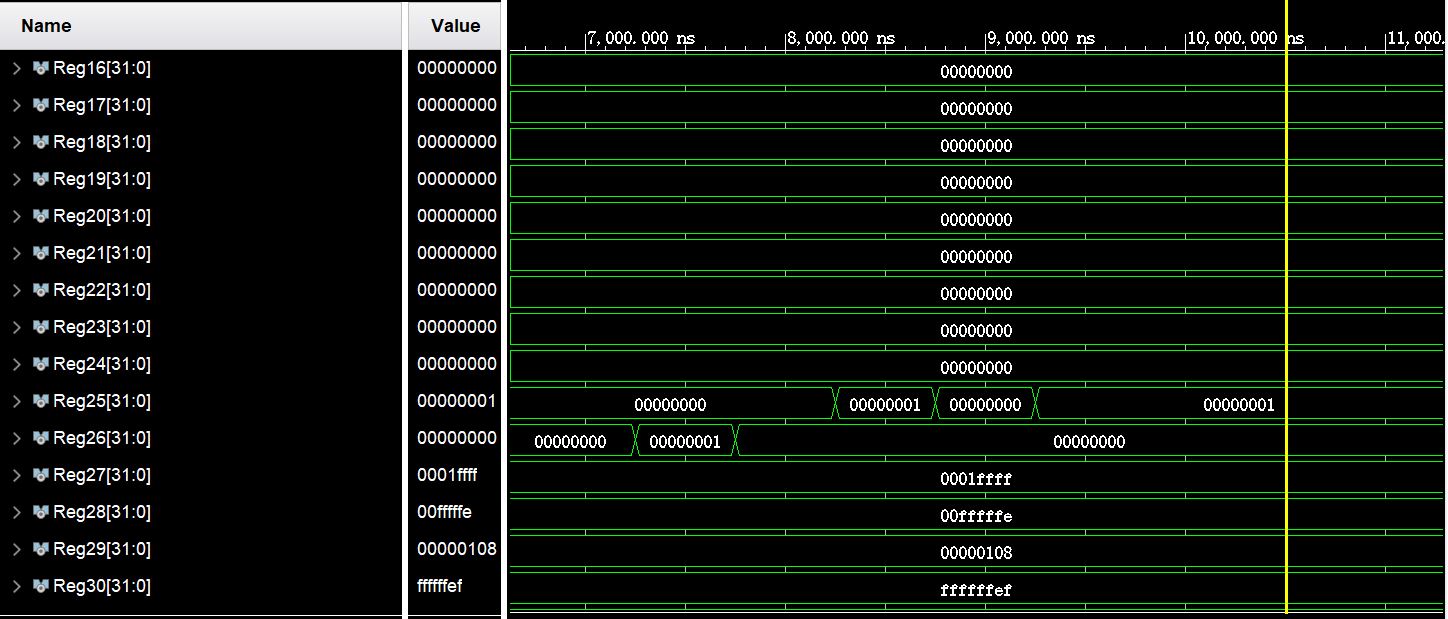 Name Value 7,000.000 ns 8,000.000 ns 9,000.000 ns 10,000.000 ns 11,000.
Reg16[31:0] 00000000 00000000
Reg17[31:0] 00000000 00000000
Reg18[31:0] 00000000 00000000
Reg19[31:0] 00000000 00000000
Reg20[31:0] 00000000 00000000
Reg21[31:0] 00000000 00000000
Reg22[31:0] 00000000 00000000
Reg23[31:0] 00000000 00000000
Reg24[31:0] 00000000 00000000
Reg25[31:0] 00000001 00000000 00000001 00000000 00000001
Reg26[31:0] 00000000 00000000 00000001 00000000
Reg27[31:0] 0001ffff 0001ffff
Reg28[31:0] 00fffffe 00fffffe
Reg29[31:0] 00000108 00000108
Reg30[31:0] ffffffef ffffffef